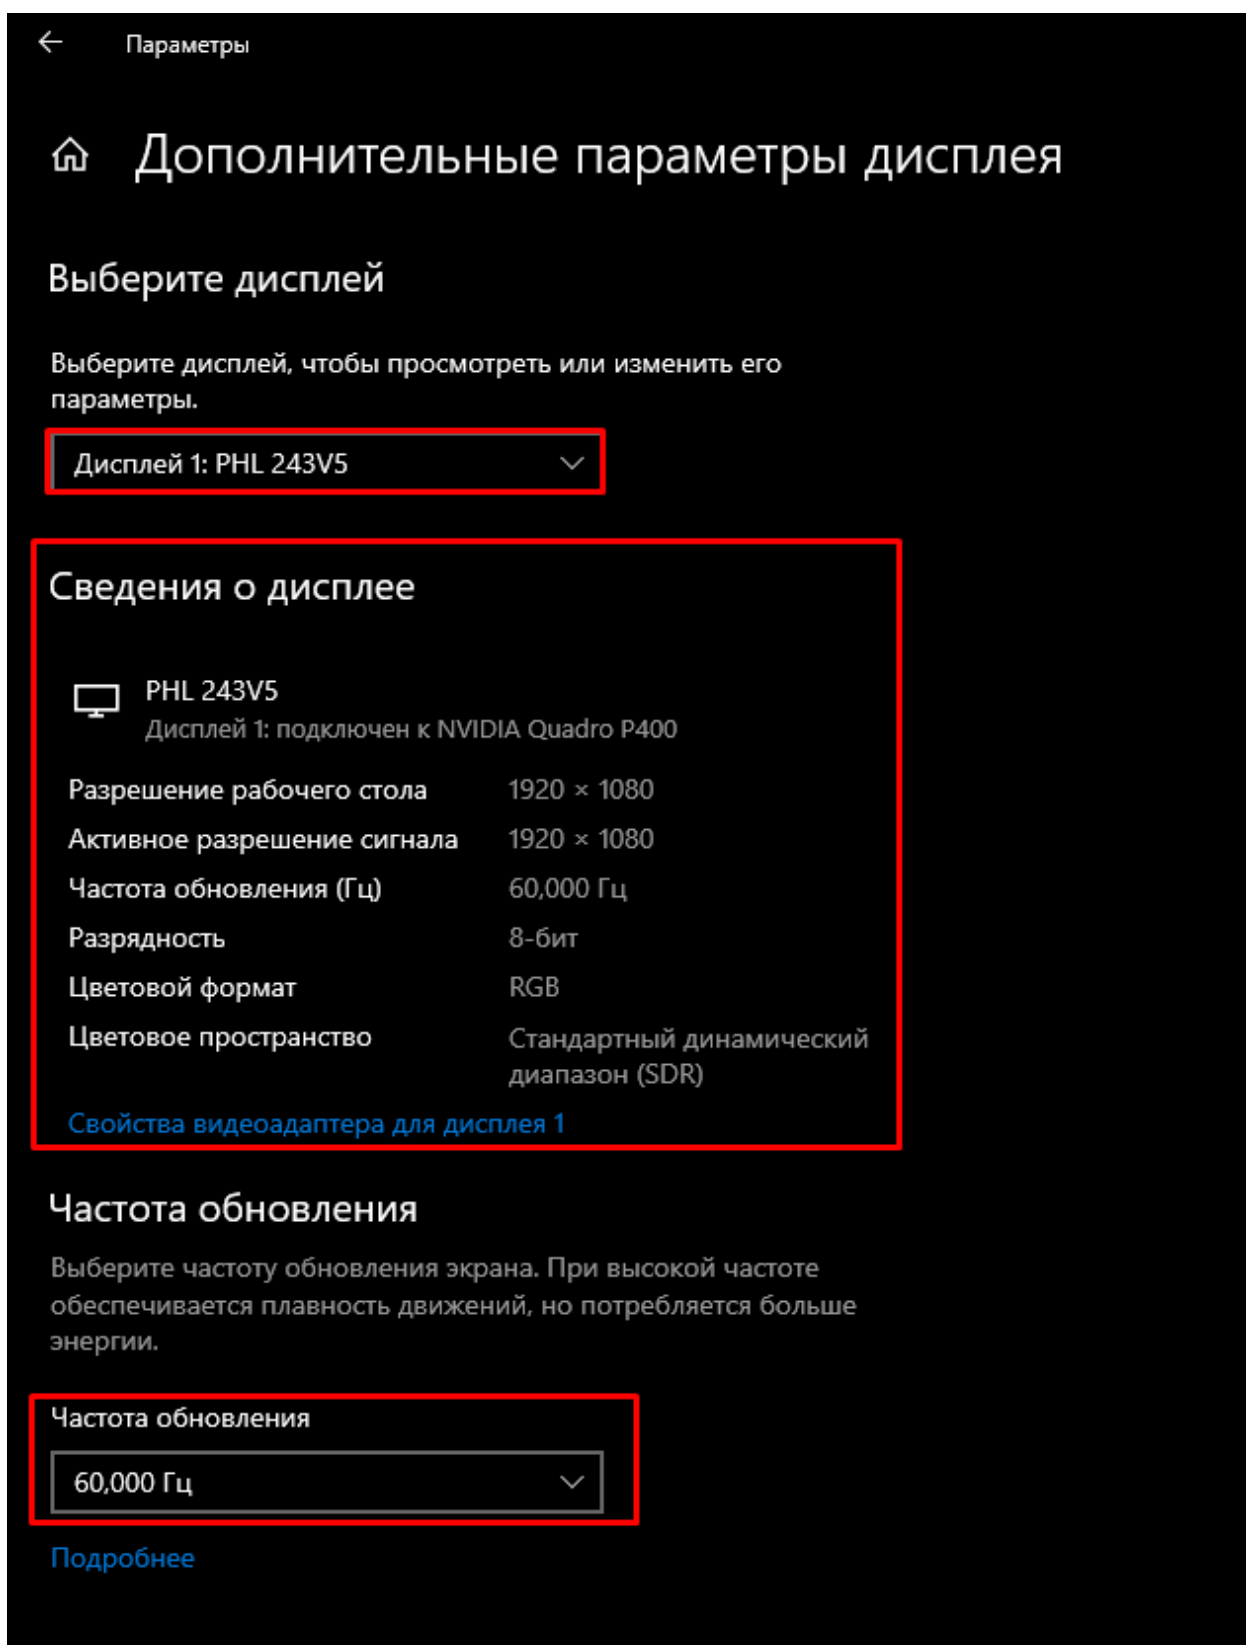 Параметры
Дополнительные параметры дисплея
Выберите дисплей
Выберите дисплей, чтобы просмотреть или изменить его
параметры.
Дисплей 1: PHL 243V5
Сведения о дисплее
PHL 243V5
Дисплей 1: подключен к NVIDIA Quadro P400
Разрешение рабочего стола 1920 × 1080
Активное разрешение сигнала 1920 × 1080
Частота обновления (Гц) 60,000 Гц
Разрядность 8-бит
Цветовой формат RGB
Цветовое пространство Стандартный динамический
диапазон (SDR)
Свойства видеоадаптера для дисплея 1
Частота обновления
Выберите частоту обновления экрана. При высокой частоте
обеспечивается плавность движений, но потребляется больше
энергии.
Частота обновления
60,000 Гц
Подробнее